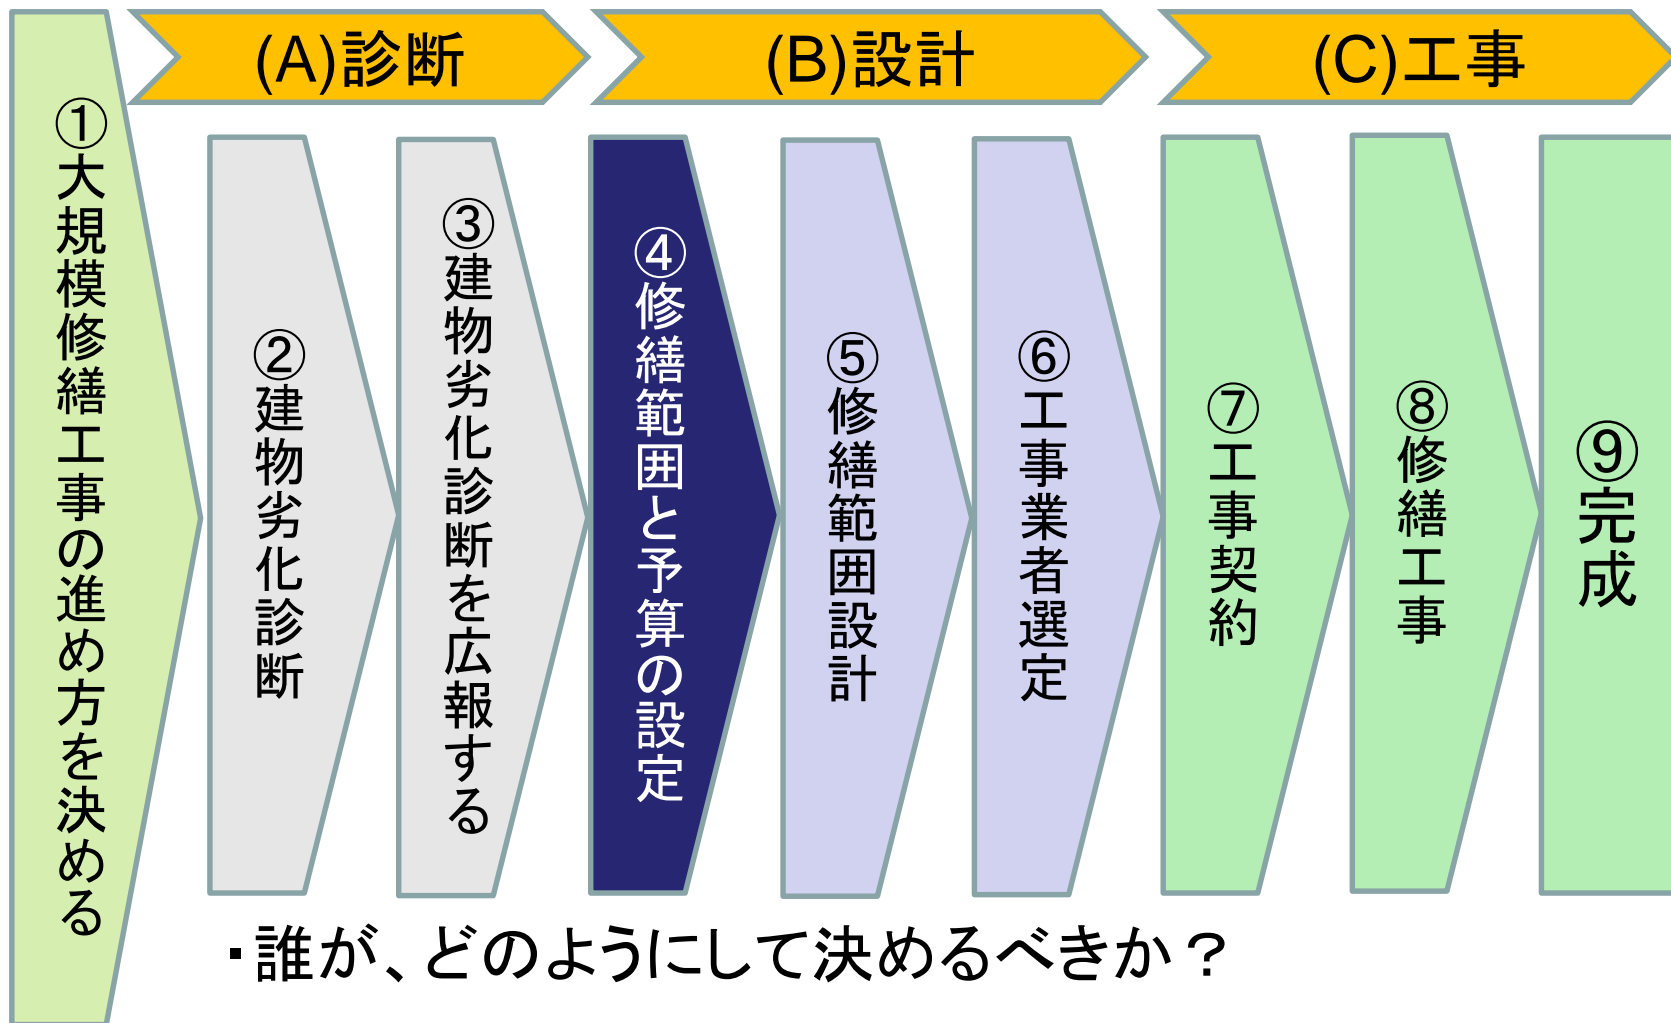 (A)診断
(B)設計
(C)工事
①大規模修繕工事の進め方を決める
②建物劣化診断
③建物劣化診断を広報する
④修繕範囲と予算の設定
⑤修繕範囲設計
⑥工事業者選定
⑦工事契約
⑧修繕工事
⑨完成
・誰が、どのようにして決めるべきか？